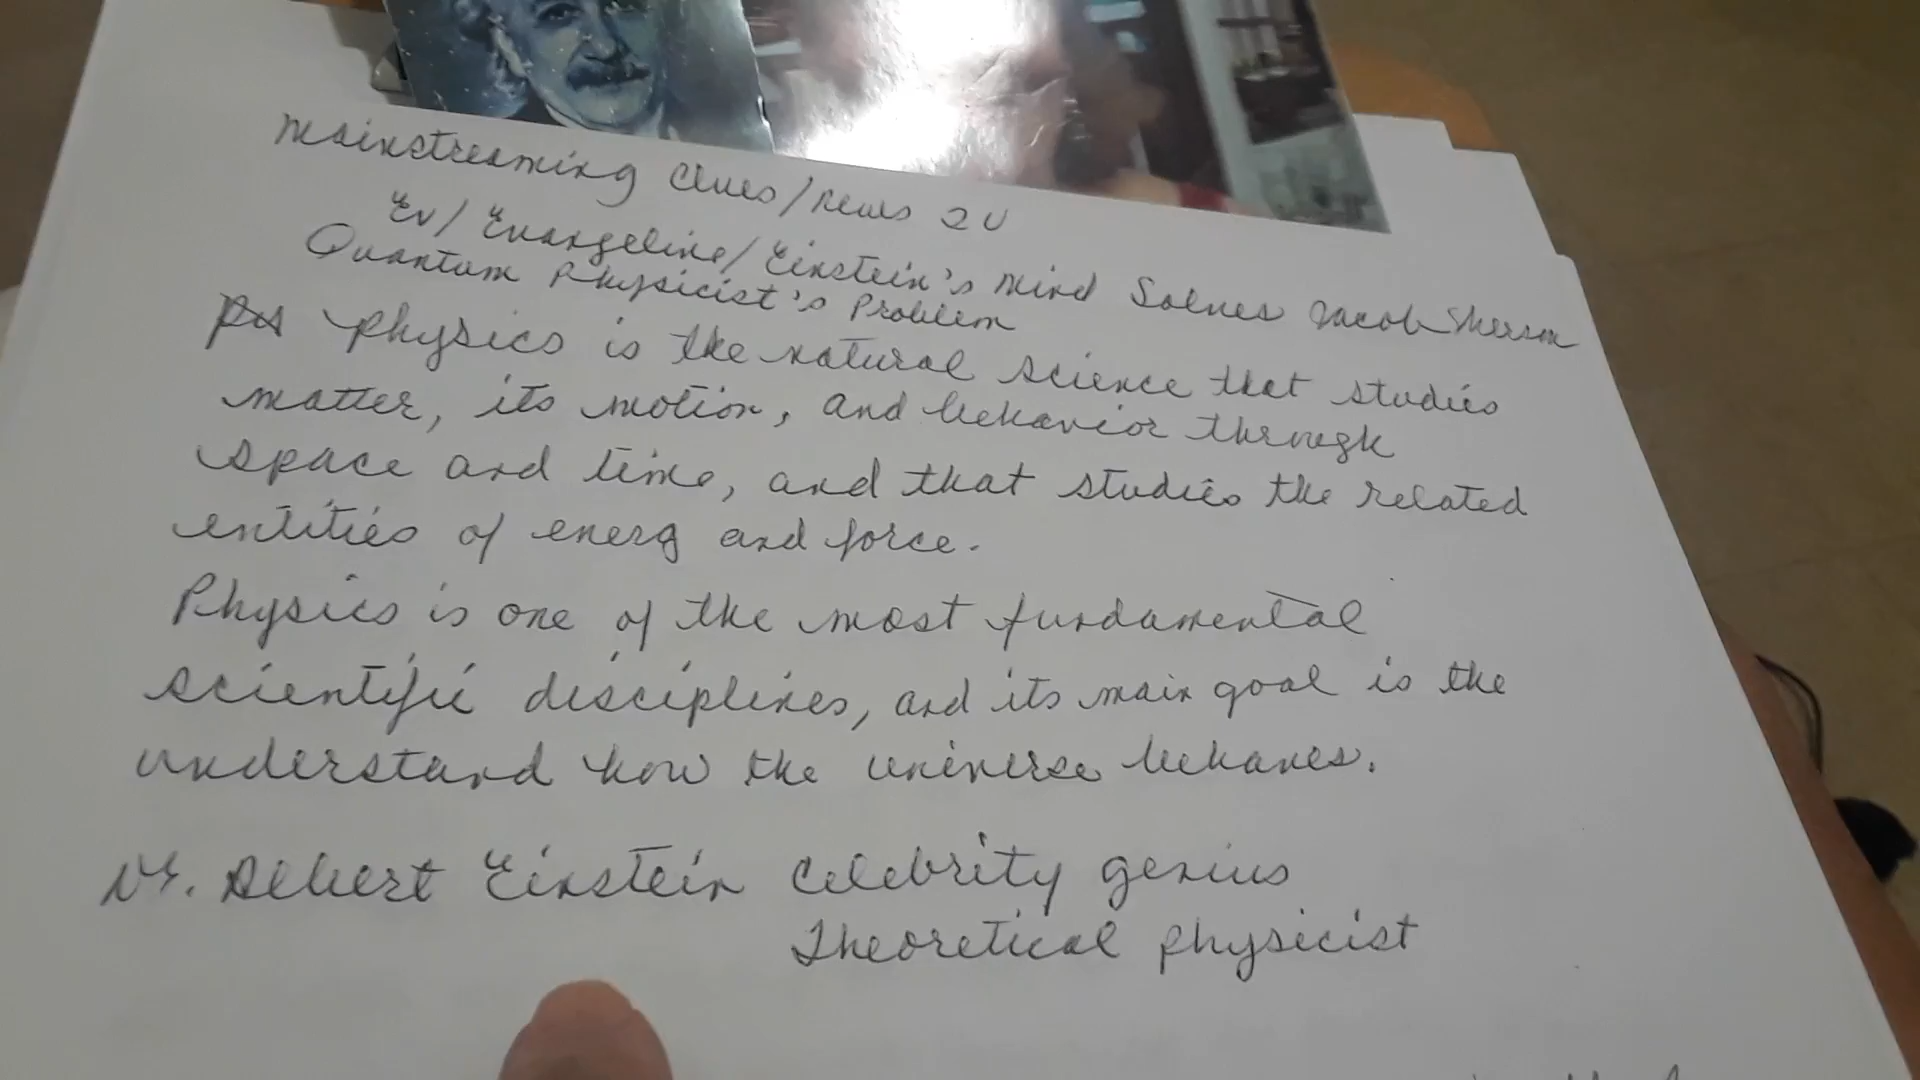 Mainstreaming Clues/News 2U
Ev/Evangeline/Einstein's Mind Solves Jacob Sherson
Quantum Physicist's Problem
physics is the natural science that studies
matter, its motion, and behavior through
space and time, and that studies the related
entities of energ and force.
Physics is one of the most fundamental
scientific disciplines, and its main goal is the
understand how the universe behaves.
Dr. Albert Einstein Celebrity genius
Theoretical physicist